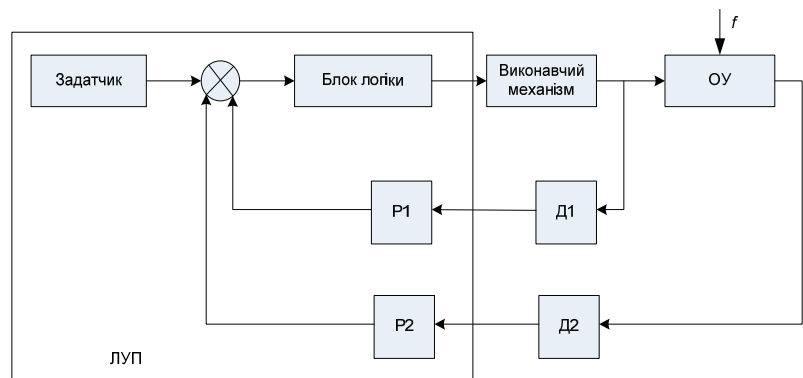 f
Задатчик
Блок логіки
Виконавчий
механізм
ОУ
Р1
Д1
Р2
Д2
ЛУП